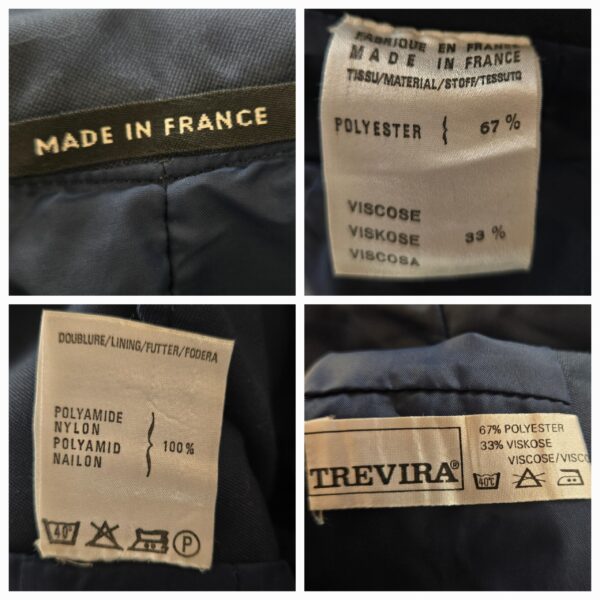 MADE IN FRANCE
FABRIQUE EN FRANCE
MADE IN FRANCE
TISSU/MATERIAL/STOFF/TESSUTO
POLYESTER { 67 %
VISCOSE
VISKOSE 33 %
VISCOSA
DOUBLURE/LINING/FUTTER/FODERA
POLYAMIDE
NYLON
POLYAMID } 100%
NAILON
40° P
TREVIRA®
67% POLYESTER
33% VISKOSE
VISCOSE/VISC
40°C